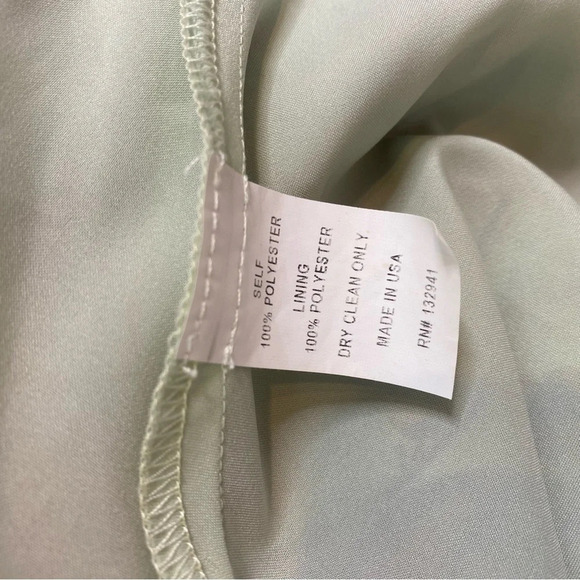 SELF
100% POLYESTER
LINING
100% POLYESTER
DRY CLEAN ONLY
MADE IN USA
RN# 132941